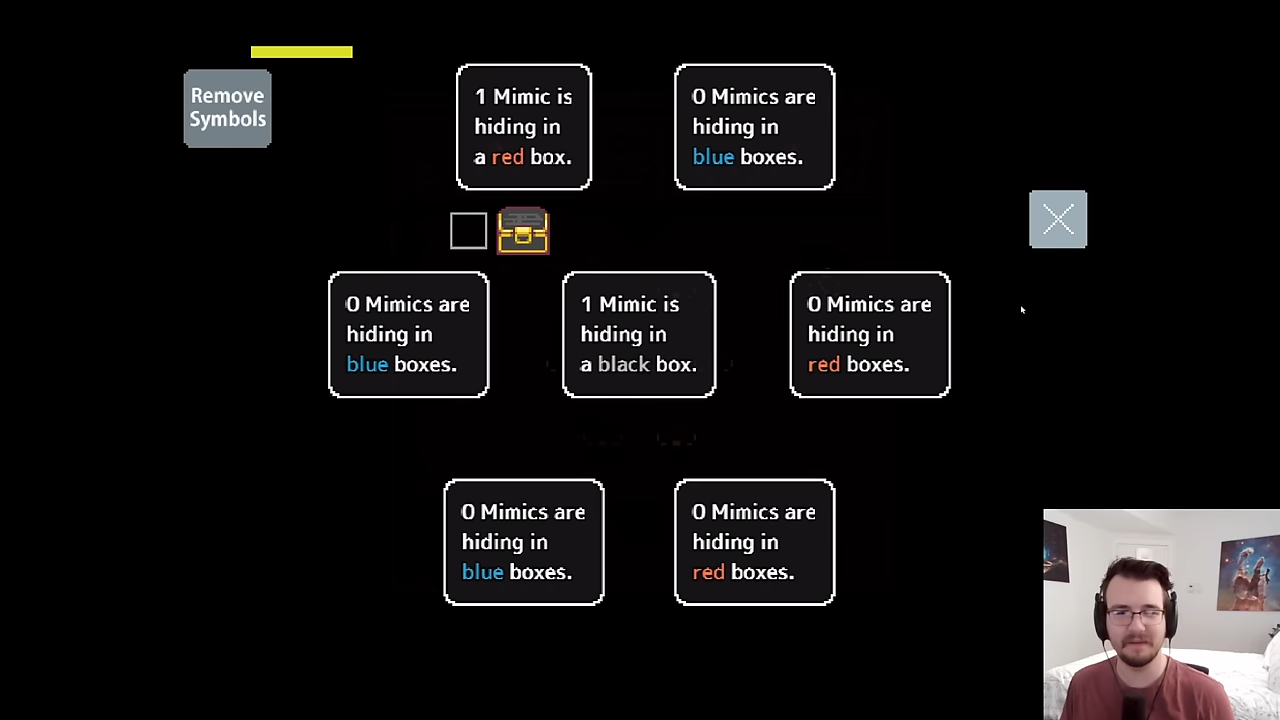 Remove
Symbols
1 Mimic is
hiding in
a red box.
0 Mimics are
hiding in
blue boxes.
0 Mimics are
hiding in
blue boxes.
1 Mimic is
hiding in
a black box.
0 Mimics are
hiding in
red boxes.
0 Mimics are
hiding in
blue boxes.
0 Mimics are
hiding in
red boxes.